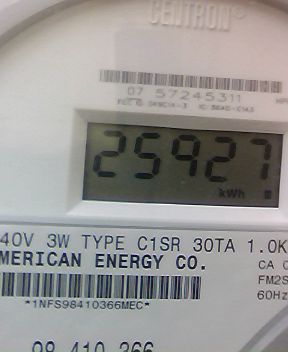 CENTRON®
07 57245311
25927
kWh
40V 3W TYPE C1SR 30TA 1.0K
MERICAN ENERGY CO.
CA
FM2S
60Hz
*1NFS98410366MEC*
98 410 366